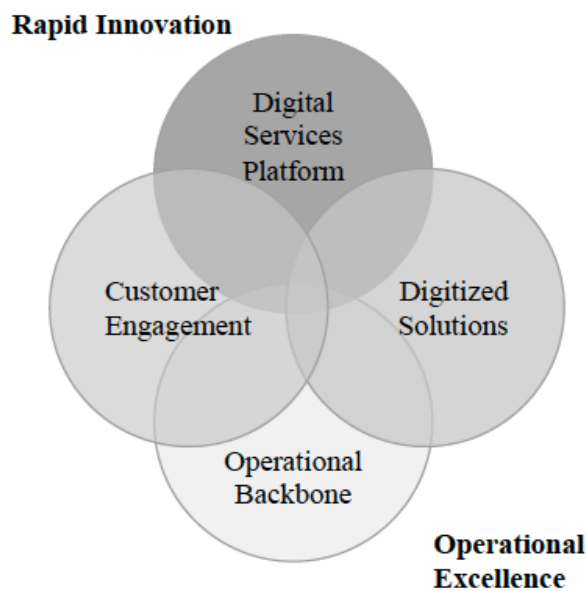 Rapid Innovation
Digital
Services
Platform
Customer
Engagement
Digitized
Solutions
Operational
Backbone
Operational
Excellence